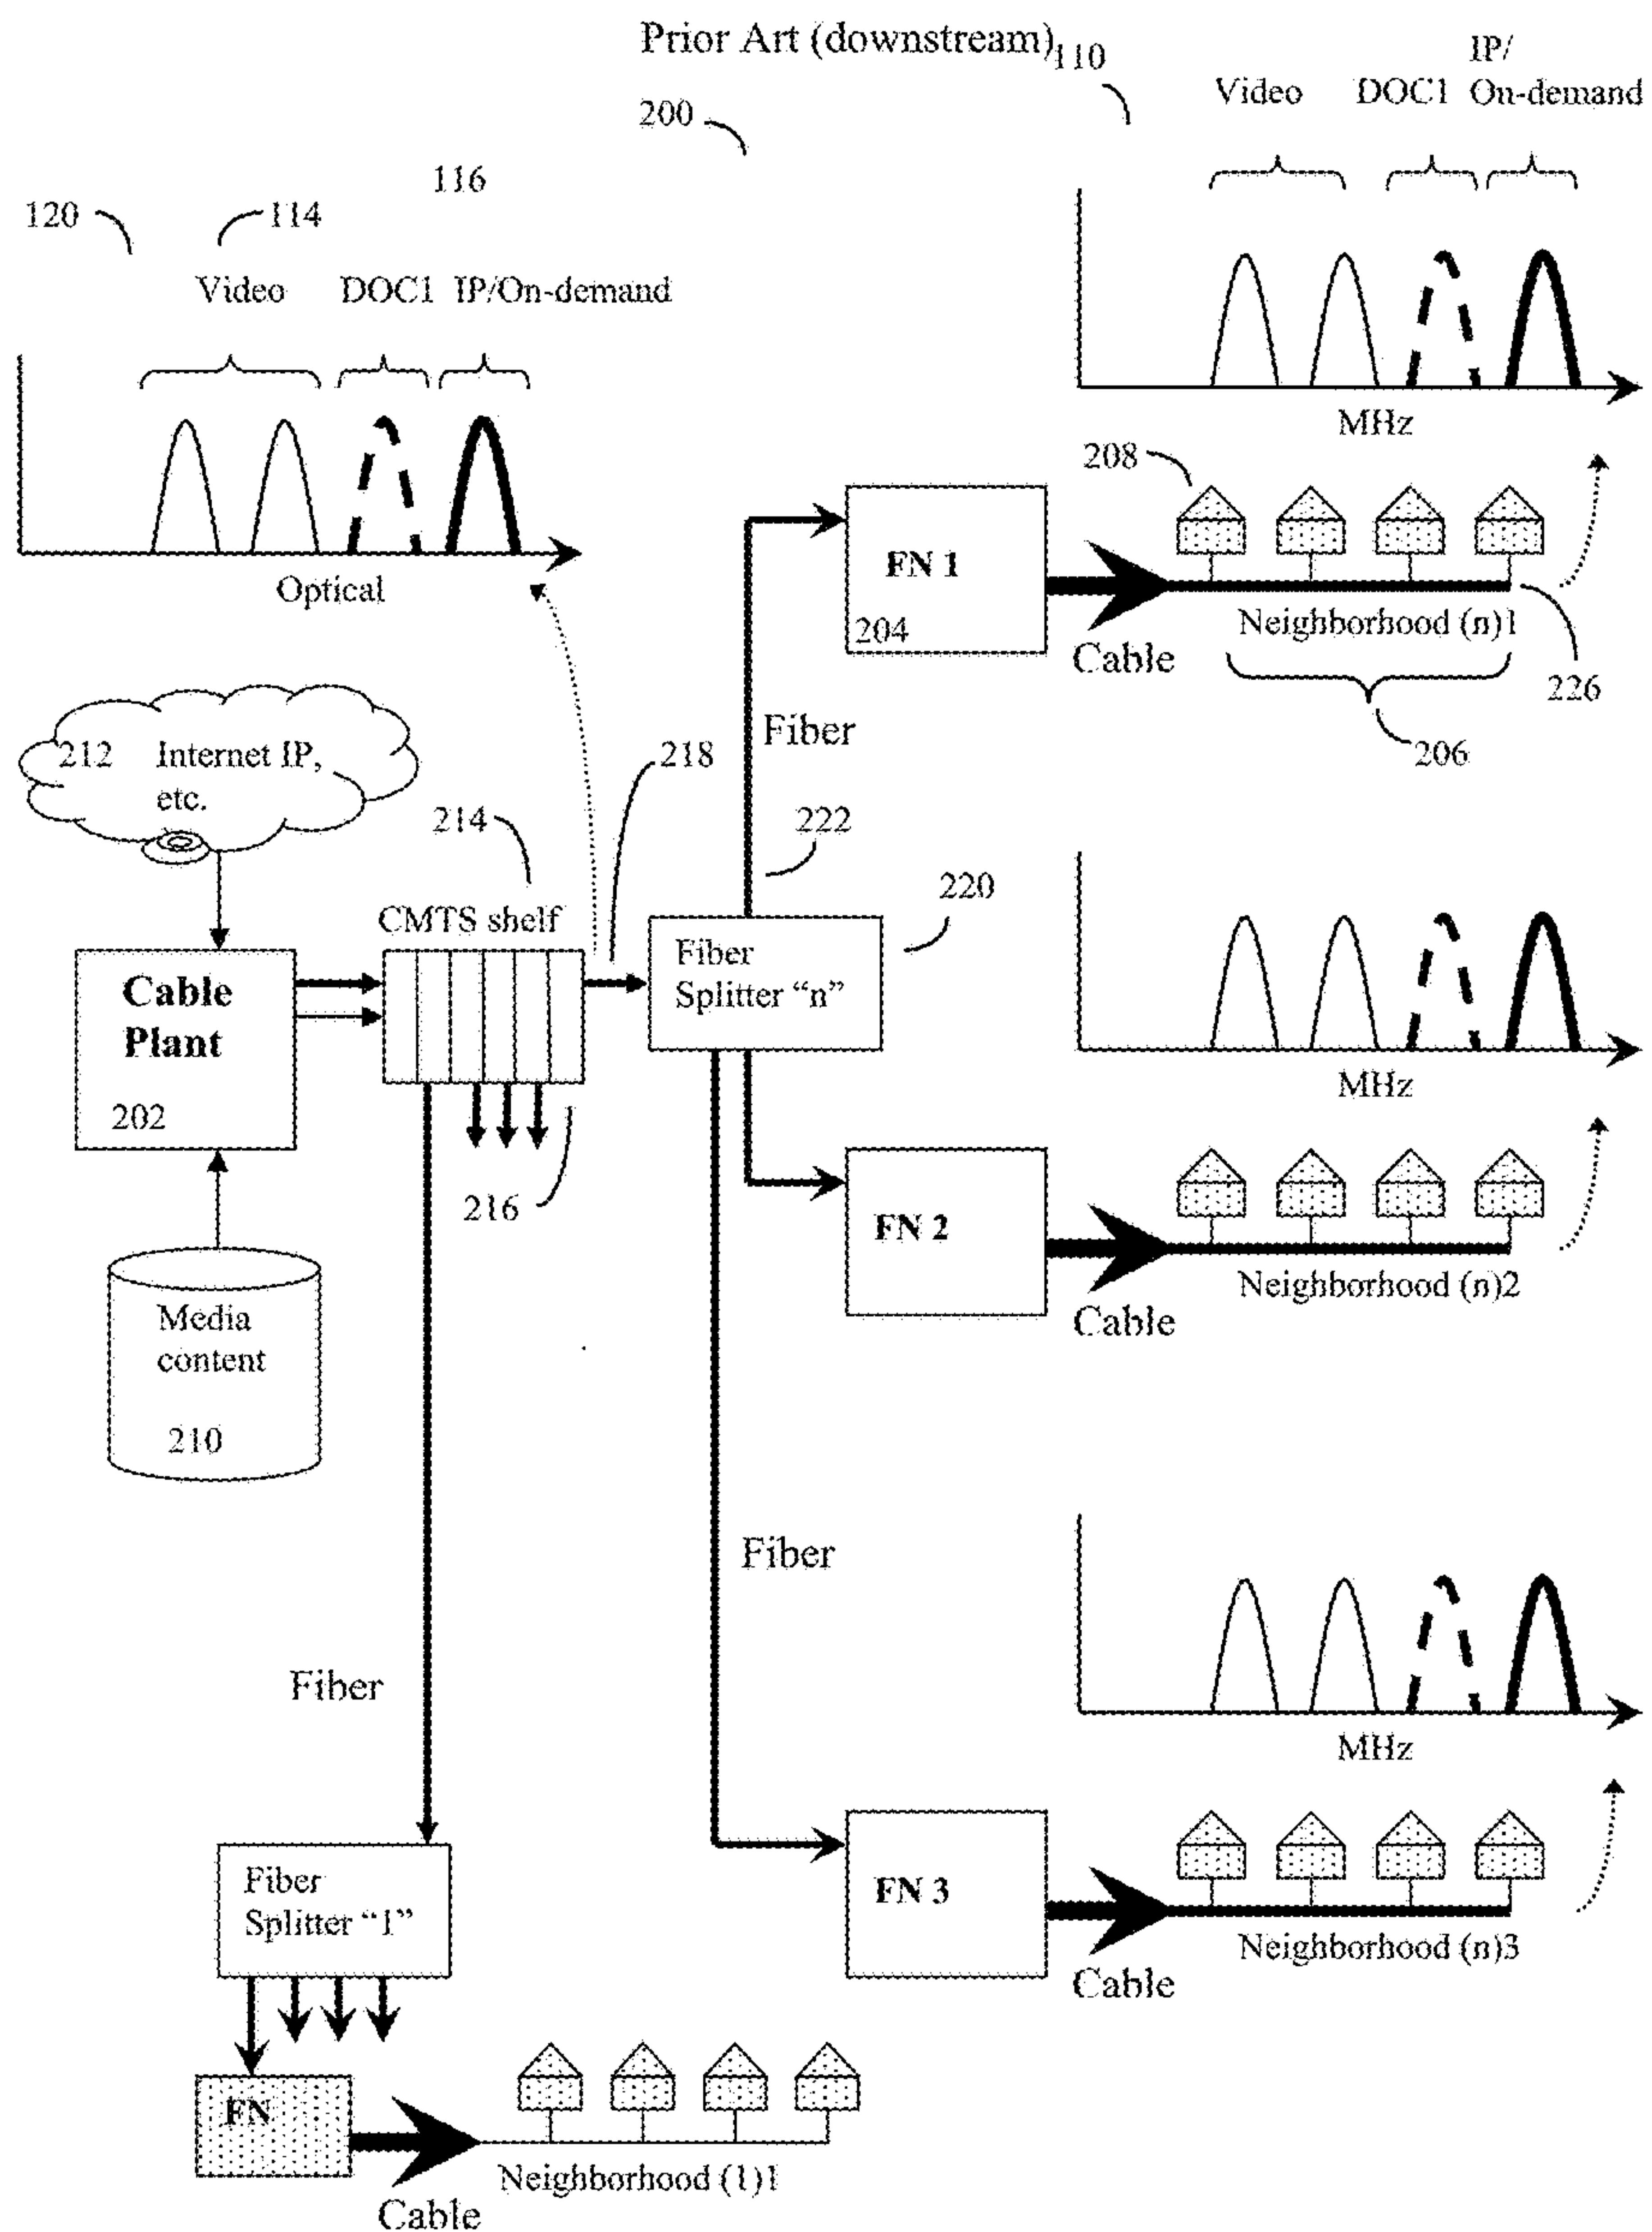 Prior Art (downstream)
200
110
Video
DOC1
IP/
On-demand
MHz
120
114
116
Video
DOC1
IP/On-demand
Optical
208
FN 1
204
Neighborhood (n)1
Cable
226
206
Fiber
212
Internet IP,
etc.
218
214
222
220
CMTS shelf
Fiber
Splitter “n”
Cable
Plant
202
216
MHz
FN 2
Neighborhood (n)2
Cable
Media
content
210
Fiber
Fiber
MHz
FN 3
Neighborhood (n)3
Cable
Fiber
Splitter “1”
FN
Neighborhood (1)1
Cable